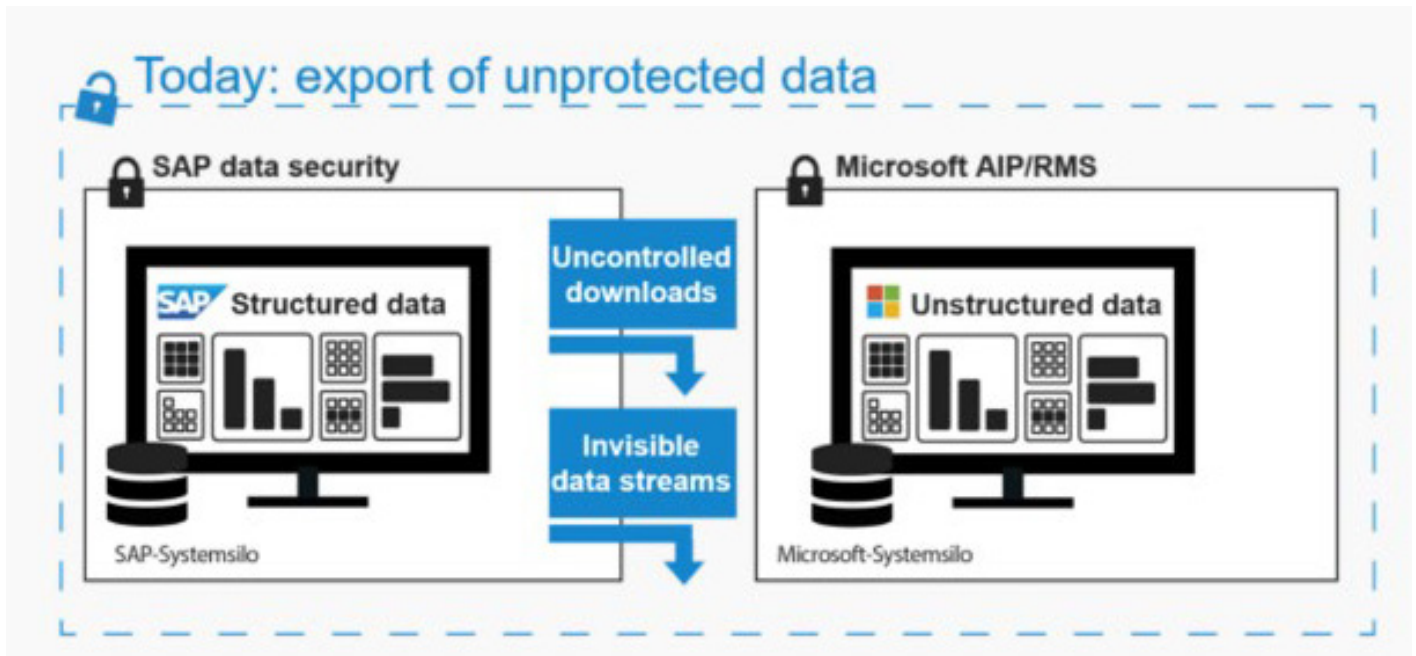 Today: export of unprotected data
SAP data security
Microsoft AIP/RMS
Uncontrolled
downloads
SAP Structured data
Unstructured data
Invisible
data streams
SAP-Systemsilo
Microsoft-Systemsilo